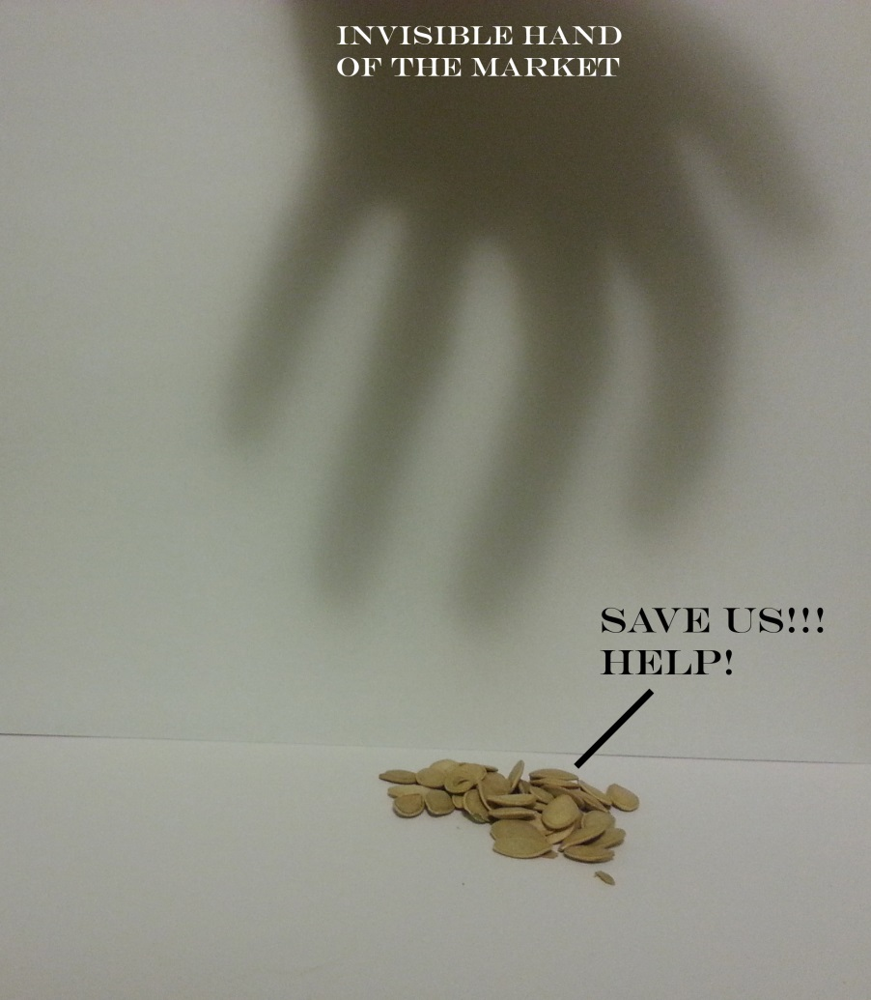 INVISIBLE HAND
OF THE MARKET
SAVE US!!!
HELP!